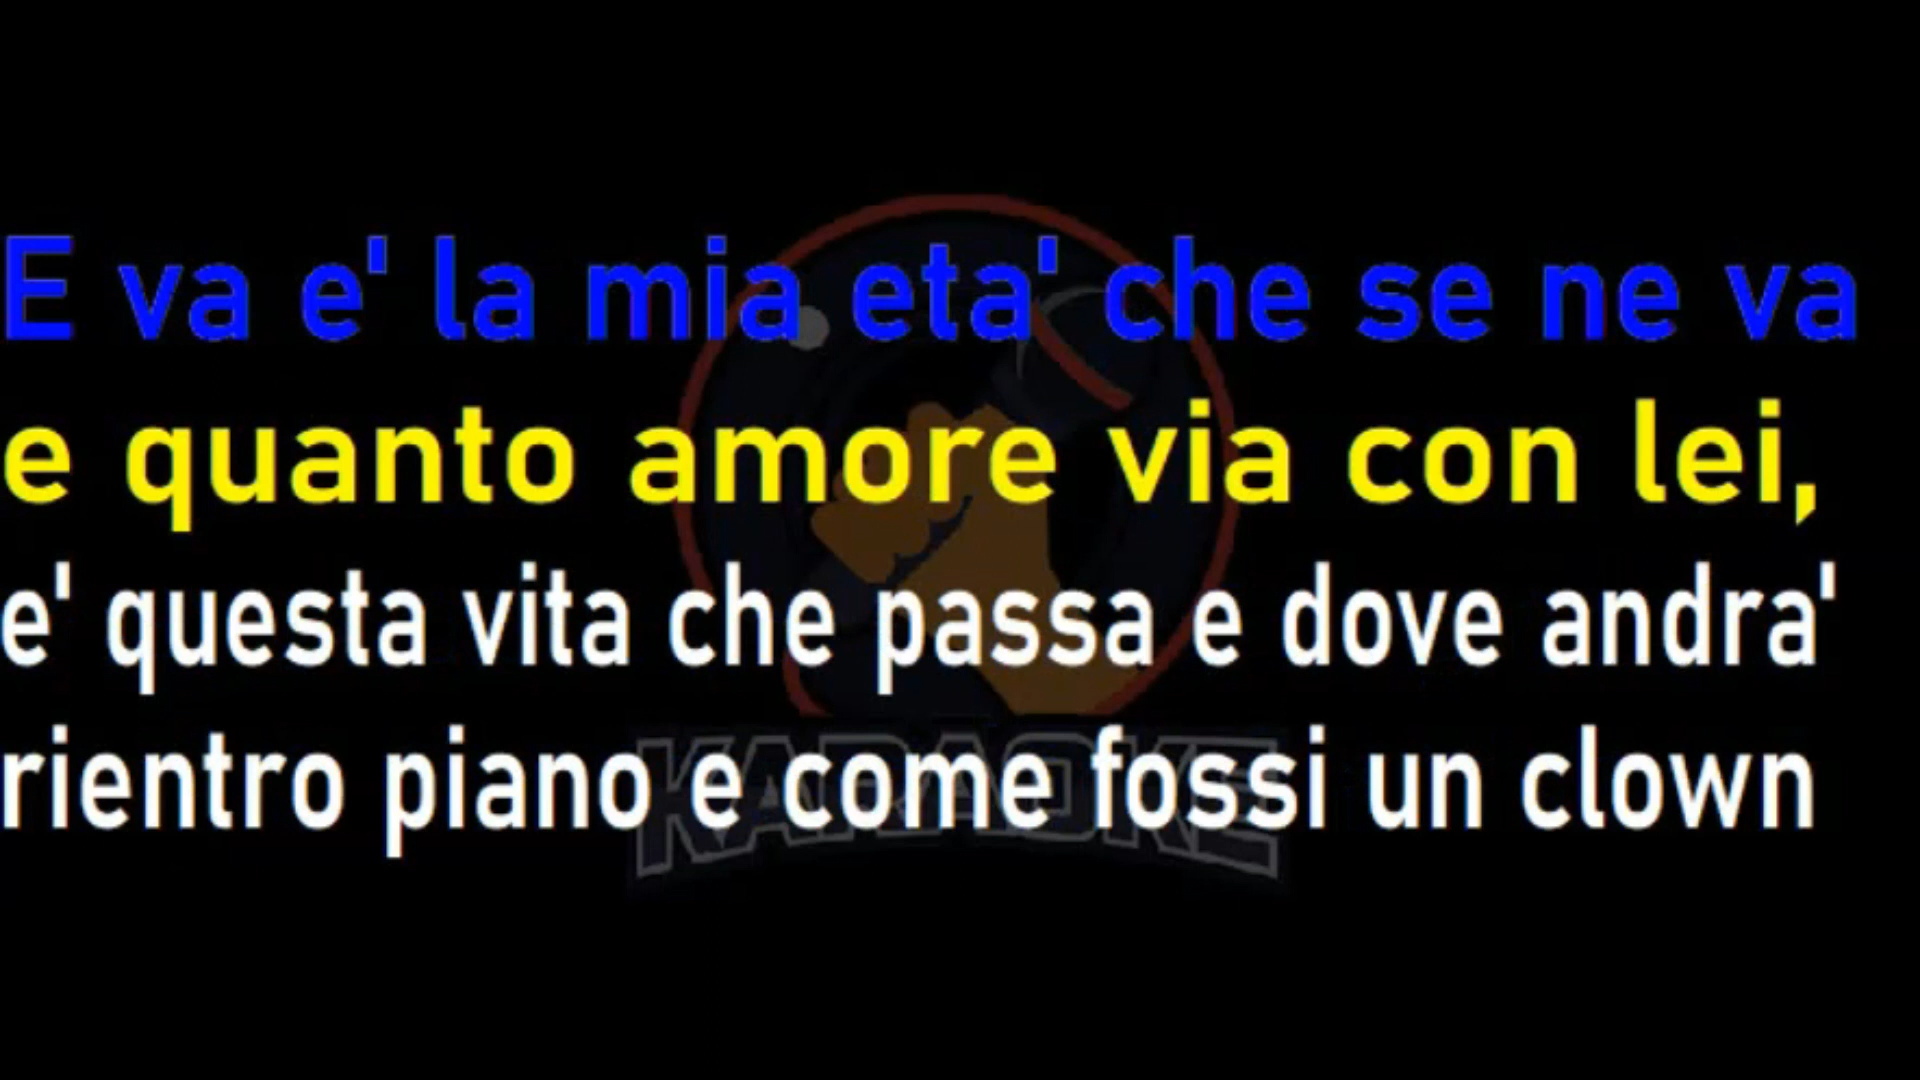 E va e' la mia eta' che se ne va
e quanto amore via con lei,
e' questa vita che passa e dove andra'
rientro piano e come fossi un clown
KARAOKE